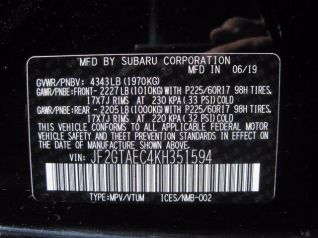 MFD BY SUBARU CORPORATION
MFD IN 06/19
GVWR/PNBV: 4343LB (1970KG)
GAWR/PNBE:FRONT- 2227LB (1010KG) WITH P225/60R17 98H TIRES,
17X7J RIMS AT 230 KPA (33 PSI) COLD
GAWR/PNBE:REAR - 2205LB (1000KG) WITH P225/60R17 98H TIRES,
17X7J RIMS AT 220 KPA (32 PSI) COLD
THIS VEHICLE CONFORMS TO ALL APPLICABLE FEDERAL MOTOR
VEHICLE SAFETY AND THEFT PREVENTION STANDARDS IN EFFECT
ON THE DATE OF MANUFACTURE SHOWN ABOVE.
VIN: JF2GTAEC4KH351594
TYPE:MPV/VTUM ICES/NMB-002